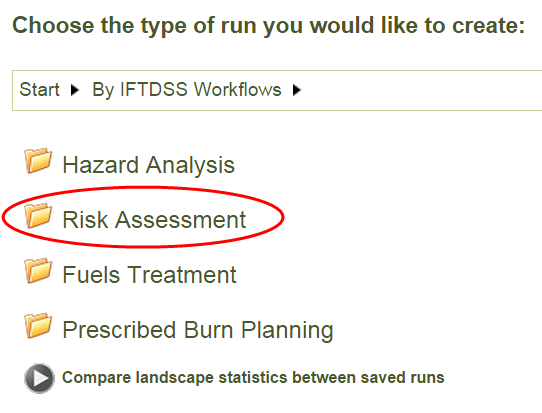 Choose the type of run you would like to create:
Start By IFTDSS Workflows
Hazard Analysis
Risk Assessment
Fuels Treatment
Prescribed Burn Planning
Compare landscape statistics between saved runs